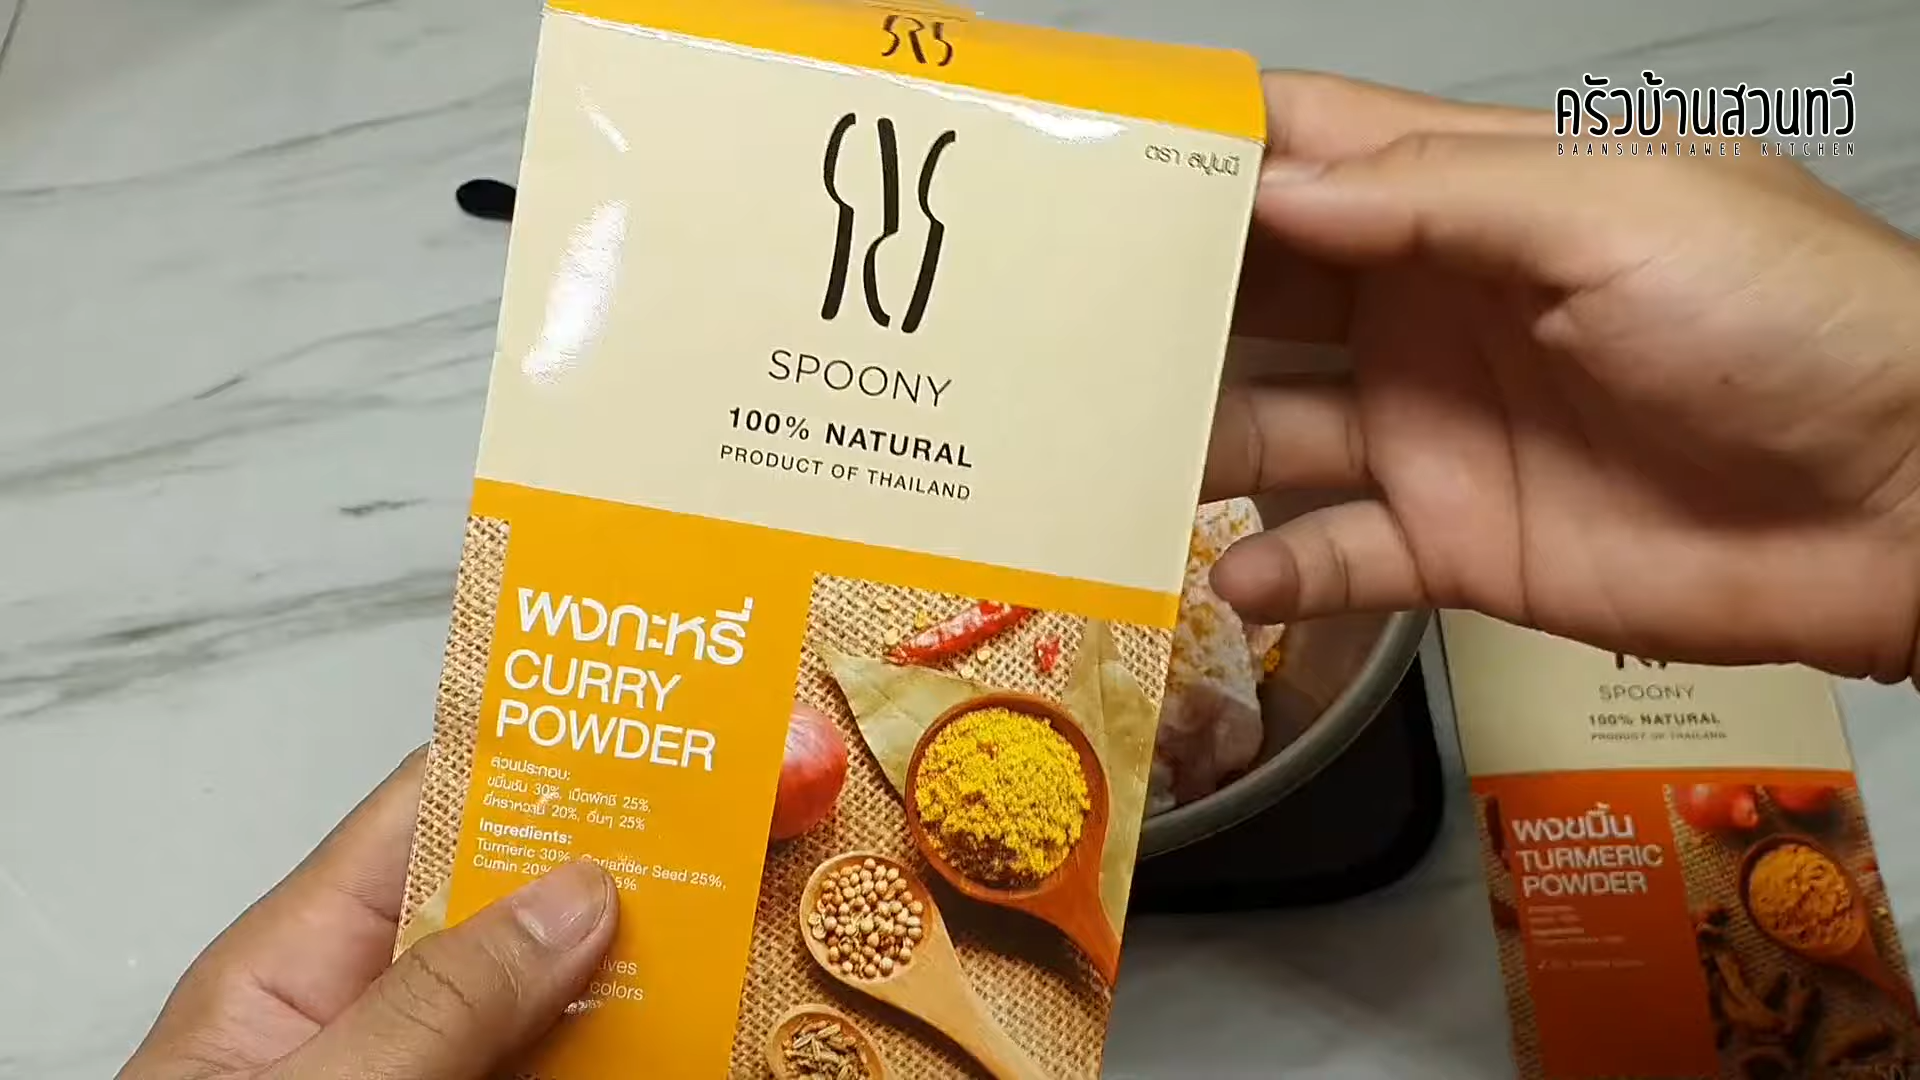 ครัวบ้านสวนทวี
BAANSUANTAWEE KITCHEN
ตรา สปูนนี
SPOONY
100% NATURAL
PRODUCT OF THAILAND
ผงกะหรี่
CURRY
POWDER
ส่วนประกอบ:
ขมิ้นชัน 30%, เม็ดผักชี 25%,
ยี่หร่าหวาน 20%, อื่นๆ 25%
Ingredients:
Turmeric 30%, Coriander Seed 25%,
Cumin 20%
colors
SPOONY
100% NATURAL
PRODUCT OF THAILAND
ผงขมิ้น
TURMERIC
POWDER